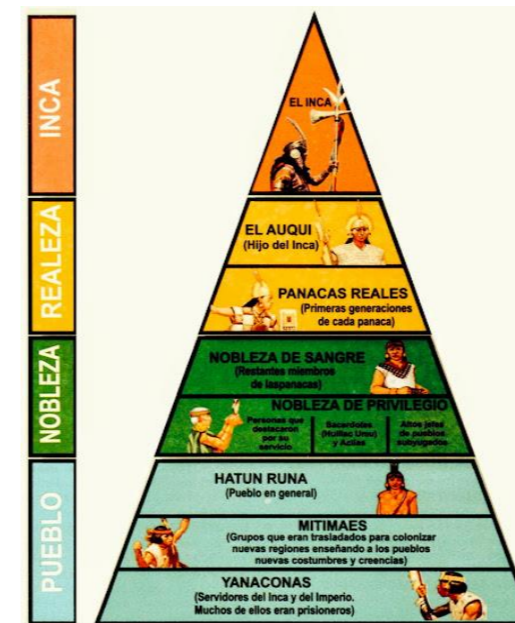 INCA
EL INCA
REALEZA
EL AUQUI
(Hijo del Inca)
PANACAS REALES
(Primeras generaciones
de cada panaca)
NOBLEZA
NOBLEZA DE SANGRE
(Restantes miembros
de laspanacas)
NOBLEZA DE PRIVILEGIO
Personas que
destacaron
por su
servicio
Sacerdotes
(Huillac Umu)
y Acllas
Altos jefes
de pueblos
subyugados
PUEBLO
HATUN RUNA
(Pueblo en general)
MITIMAES
(Grupos que eran trasladados para colonizar
nuevas regiones enseñando a los pueblos
nuevas costumbres y creencias)
YANACONAS
(Servidores del Inca y del Imperio.
Muchos de ellos eran prisioneros)